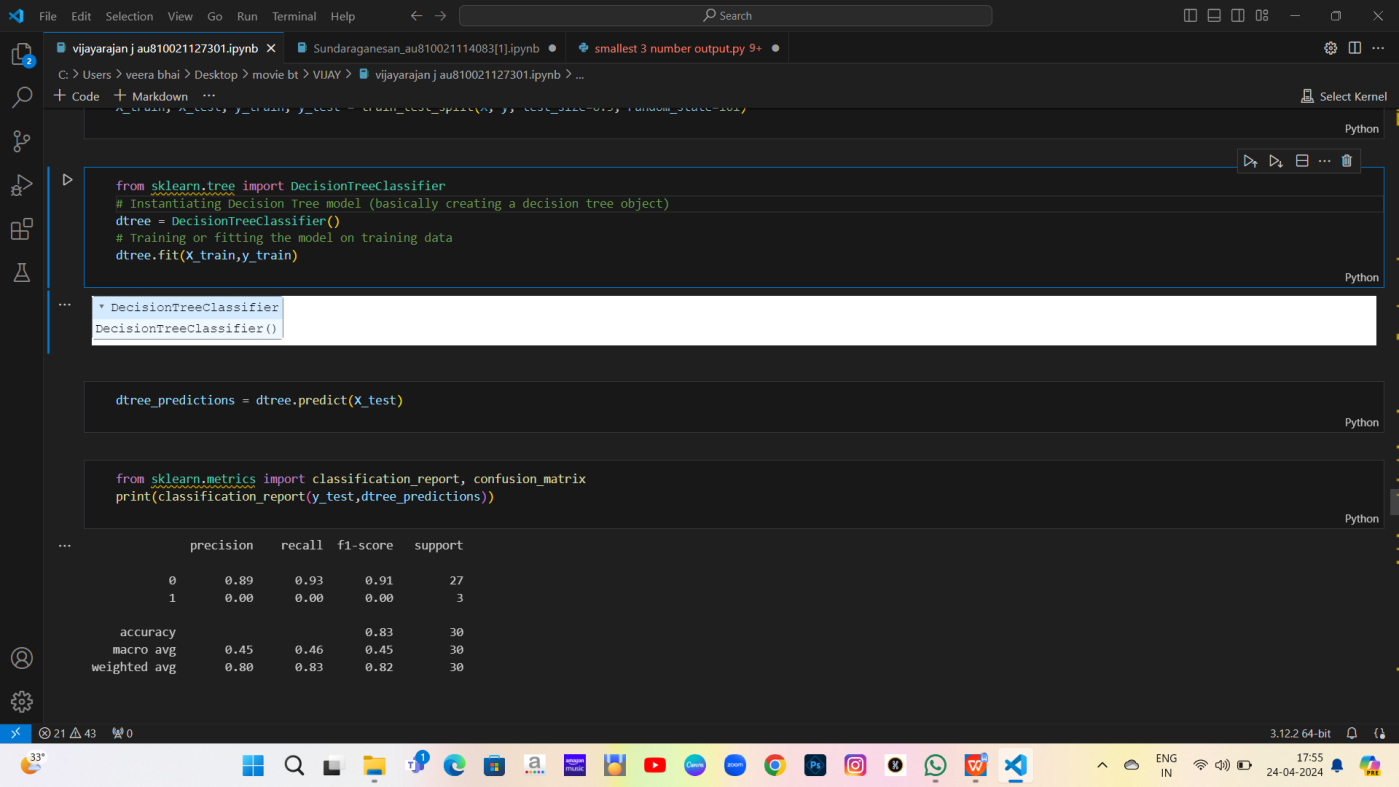 File Edit Selection View Go Run Terminal Help
Search
vijayarajan j au810021127301.ipynb
Sundaraganesan_au810021114083[1].ipynb
smallest 3 number output.py 9+
C: > Users > veera bhai > Desktop > movie bt > VIJAY > vijayarajan j au810021127301.ipynb > ...
2
+ Code + Markdown ...
Select Kernel
X_train, X_test, y_train, y_test = train_test_split(X, y, test_size=0.3, random_state=101)
Python
from sklearn.tree import DecisionTreeClassifier
# Instantiating Decision Tree model (basically creating a decision tree object)
dtree = DecisionTreeClassifier()
# Training or fitting the model on training data
dtree.fit(X_train,y_train)
Python
DecisionTreeClassifier
DecisionTreeClassifier()
dtree_predictions = dtree.predict(X_test)
Python
from sklearn.metrics import classification_report, confusion_matrix
print(classification_report(y_test,dtree_predictions))
Python
precision recall f1-score support
0 0.89 0.93 0.91 27
1 0.00 0.00 0.00 3
accuracy 0.83 30
macro avg 0.45 0.46 0.45 30
weighted avg 0.80 0.83 0.82 30
21 43 0
3.12.2 64-bit
33°
1
Canva
zoom
Ps
amazon music
a
W
ENG
IN
17:55
24-04-2024
PRE